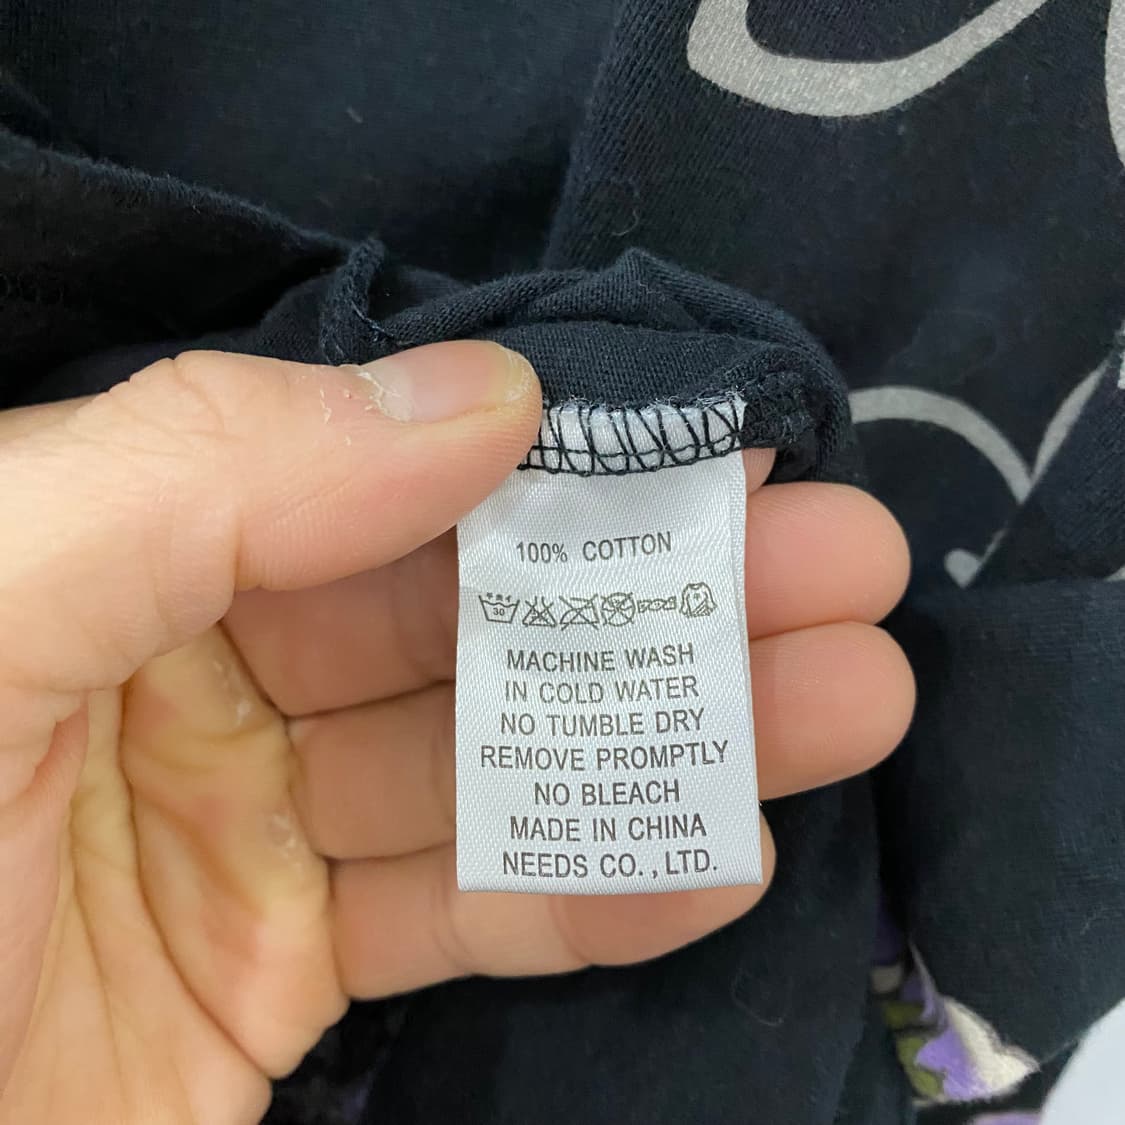 100% COTTON
30
MACHINE WASH
IN COLD WATER
NO TUMBLE DRY
REMOVE PROMPTLY
NO BLEACH
MADE IN CHINA
NEEDS CO., LTD.